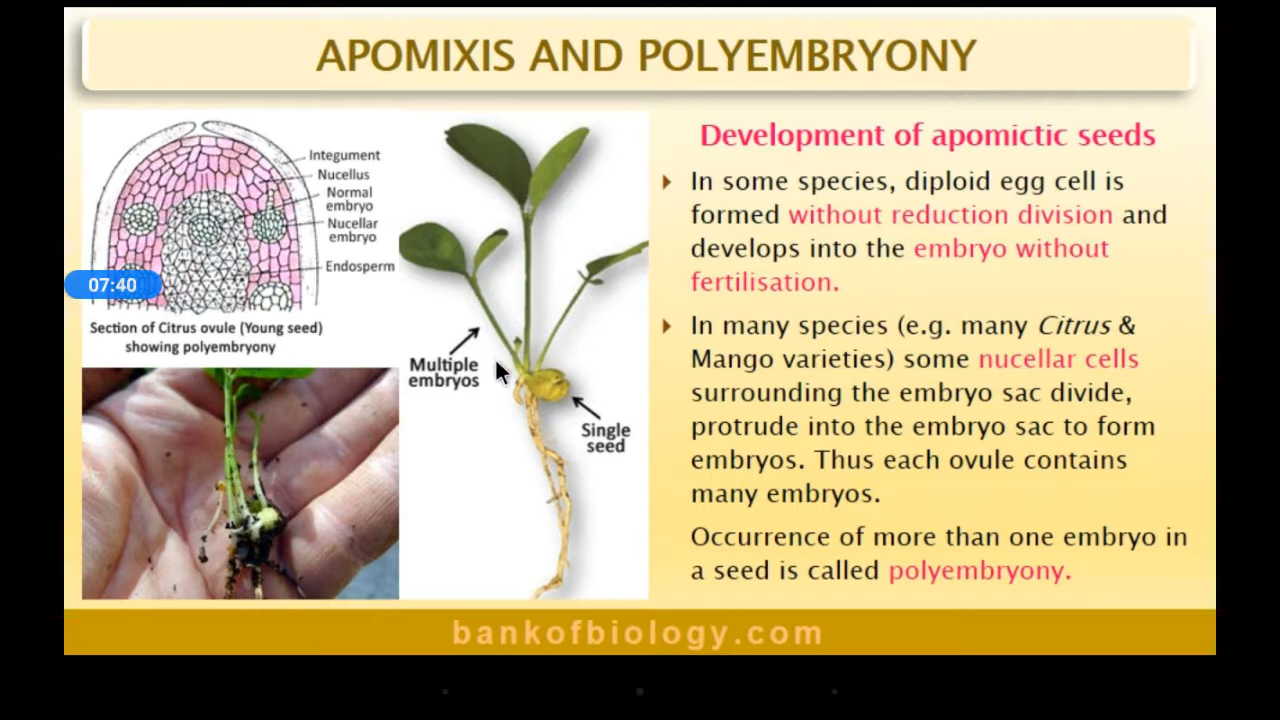 APOMIXIS AND POLYEMBRYONY
Integument
Nucellus
Normal
embryo
Nucellar
embryo
Endosperm
07:40
Section of Citrus ovule (Young seed)
showing polyembryony
Multiple
embryos
Single
seed
Development of apomictic seeds
In some species, diploid egg cell is
formed without reduction division and
develops into the embryo without
fertilisation.
In many species (e.g. many Citrus &
Mango varieties) some nucellar cells
surrounding the embryo sac divide,
protrude into the embryo sac to form
embryos. Thus each ovule contains
many embryos.
Occurrence of more than one embryo in
a seed is called polyembryony.
bankofbiology.com